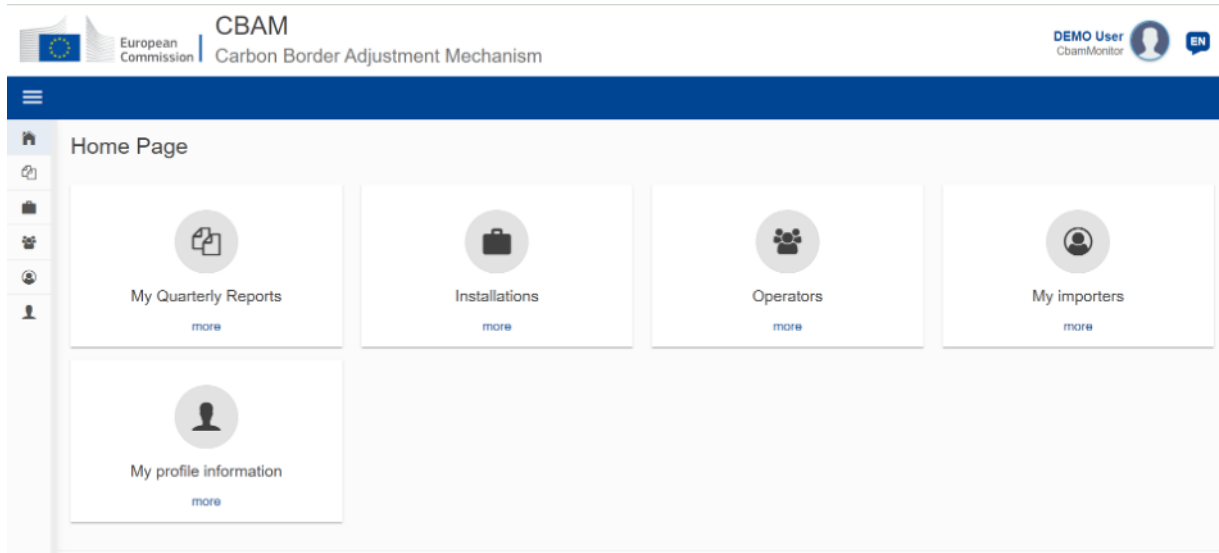 CBAM
European
Commission
Carbon Border Adjustment Mechanism
DEMO User
CbamMonitor
EN
Home Page
My Quarterly Reports
more
Installations
more
Operators
more
My importers
more
My profile information
more